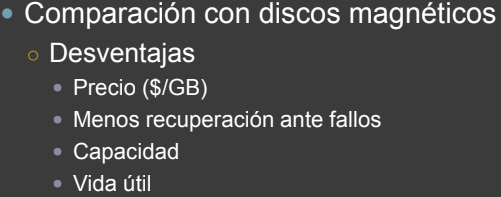 • Comparación con discos magnéticos
○ Desventajas
• Precio ($/GB)
• Menos recuperación ante fallos
• Capacidad
• Vida útil